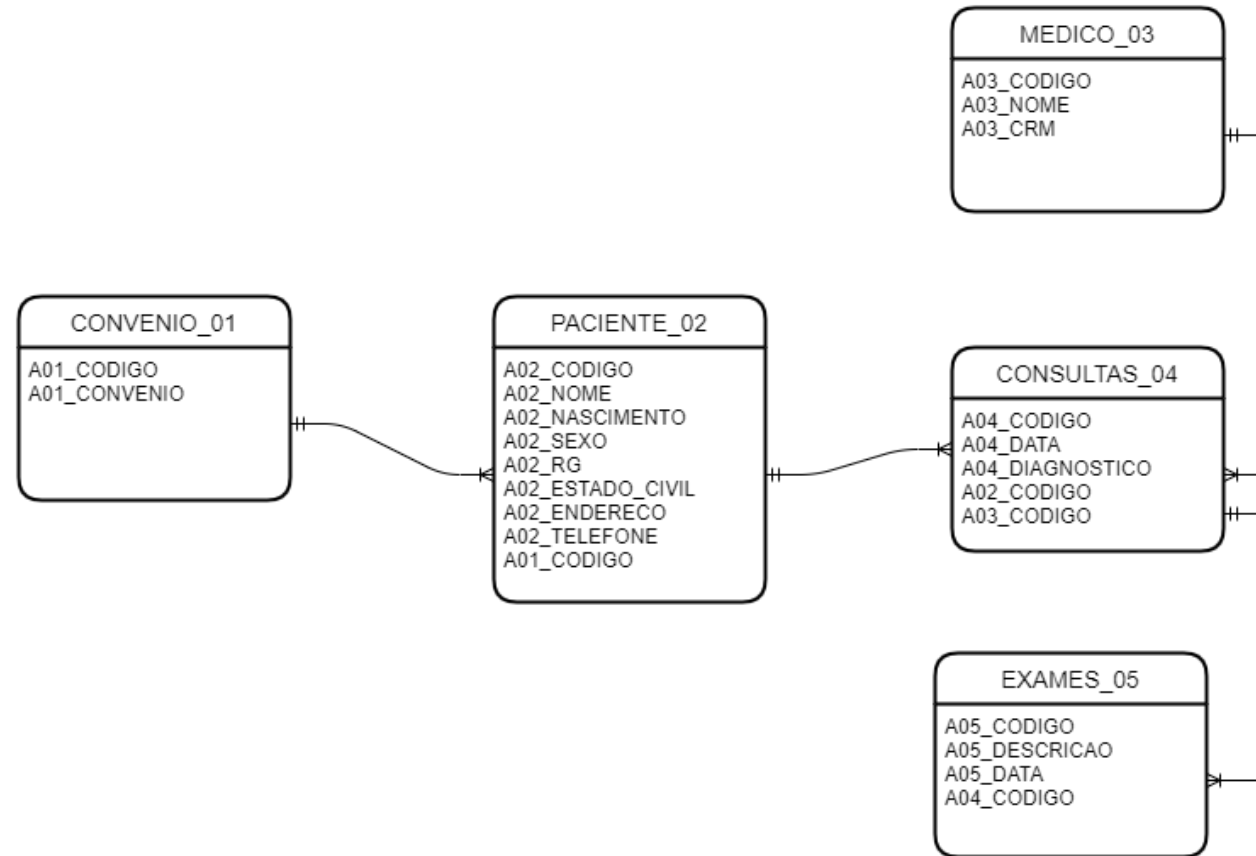 MEDICO_03
A03_CODIGO
A03_NOME
A03_CRM
CONVENIO_01
A01_CODIGO
A01_CONVENIO
PACIENTE_02
A02_CODIGO
A02_NOME
A02_NASCIMENTO
A02_SEXO
A02_RG
A02_ESTADO_CIVIL
A02_ENDERECO
A02_TELEFONE
A01_CODIGO
CONSULTAS_04
A04_CODIGO
A04_DATA
A04_DIAGNOSTICO
A02_CODIGO
A03_CODIGO
EXAMES_05
A05_CODIGO
A05_DESCRICAO
A05_DATA
A04_CODIGO